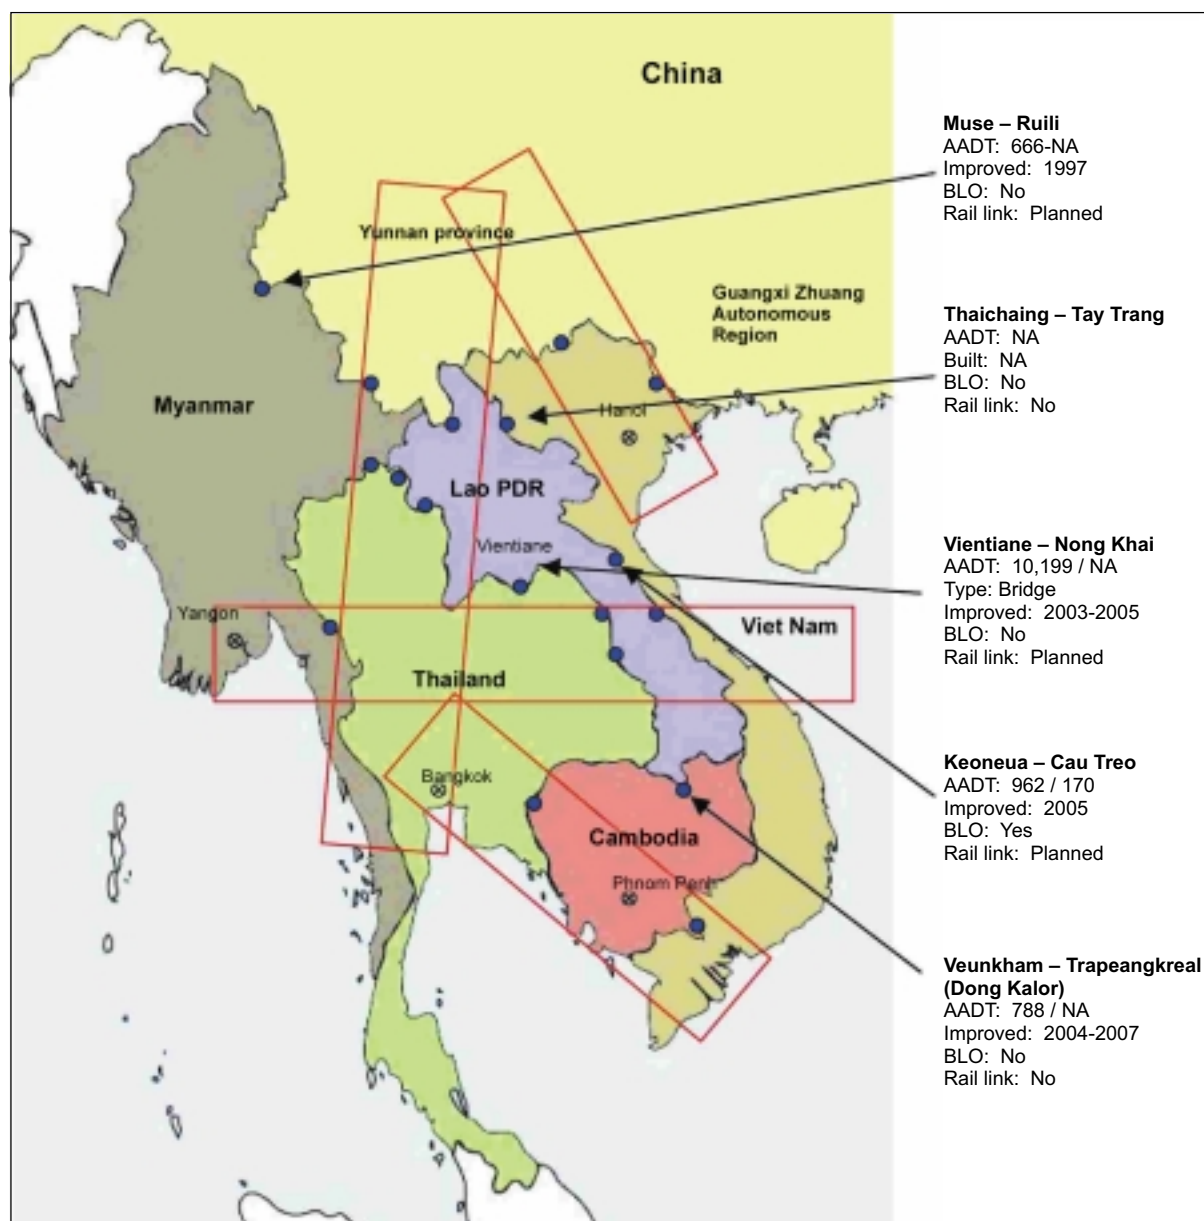 China
Yunnan province
Guangxi Zhuang
Autonomous
Region
Myanmar
Hanoi
Lao PDR
Vientiane
Yangon
Viet Nam
Thailand
Bangkok
Cambodia
Phnom Penh
Muse – Ruili
AADT: 666-NA
Improved: 1997
BLO: No
Rail link: Planned
Thaichaing – Tay Trang
AADT: NA
Built: NA
BLO: No
Rail link: No
Vientiane – Nong Khai
AADT: 10,199 / NA
Type: Bridge
Improved: 2003-2005
BLO: No
Rail link: Planned
Keoneua – Cau Treo
AADT: 962 / 170
Improved: 2005
BLO: Yes
Rail link: Planned
Veunkham – Trapeangkreal
(Dong Kalor)
AADT: 788 / NA
Improved: 2004-2007
BLO: No
Rail link: No